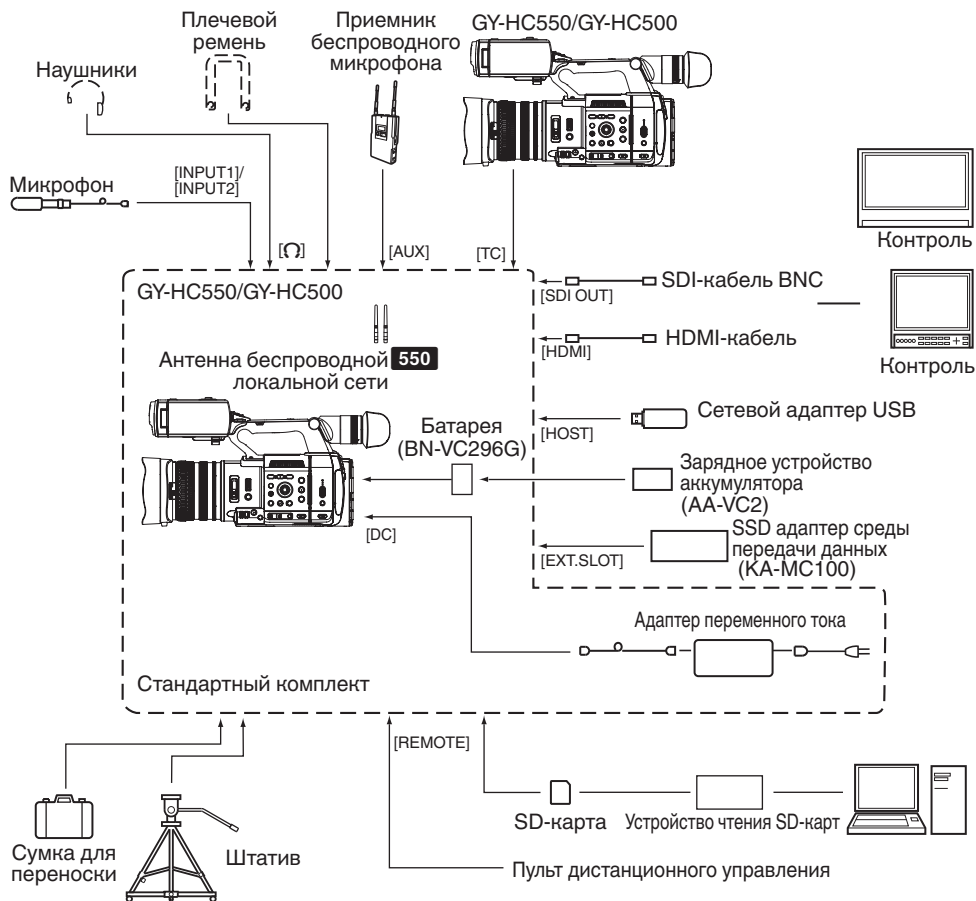 Плечевой
ремень
Приемник
беспроводного
микрофона
GY-HC550/GY-HC500
Наушники
Микрофон
[INPUT1]/
[INPUT2]
[AUX]
[TC]
Контроль
GY-HC550/GY-HC500
[SDI OUT]
SDI-кабель BNC
Антенна беспроводной 550
локальной сети
[HDMI]
HDMI-кабель
Контроль
Батарея
(BN-VC296G)
[HOST]
Сетевой адаптер USB
Зарядное устройство
аккумулятора
(AA-VC2)
[DC]
[EXT.SLOT]
SSD адаптер среды
передачи данных
(KA-MC100)
Адаптер переменного тока
Стандартный комплект
[REMOTE]
SD-карта
Устройство чтения SD-карт
Сумка для
переноски
Штатив
Пульт дистанционного управления